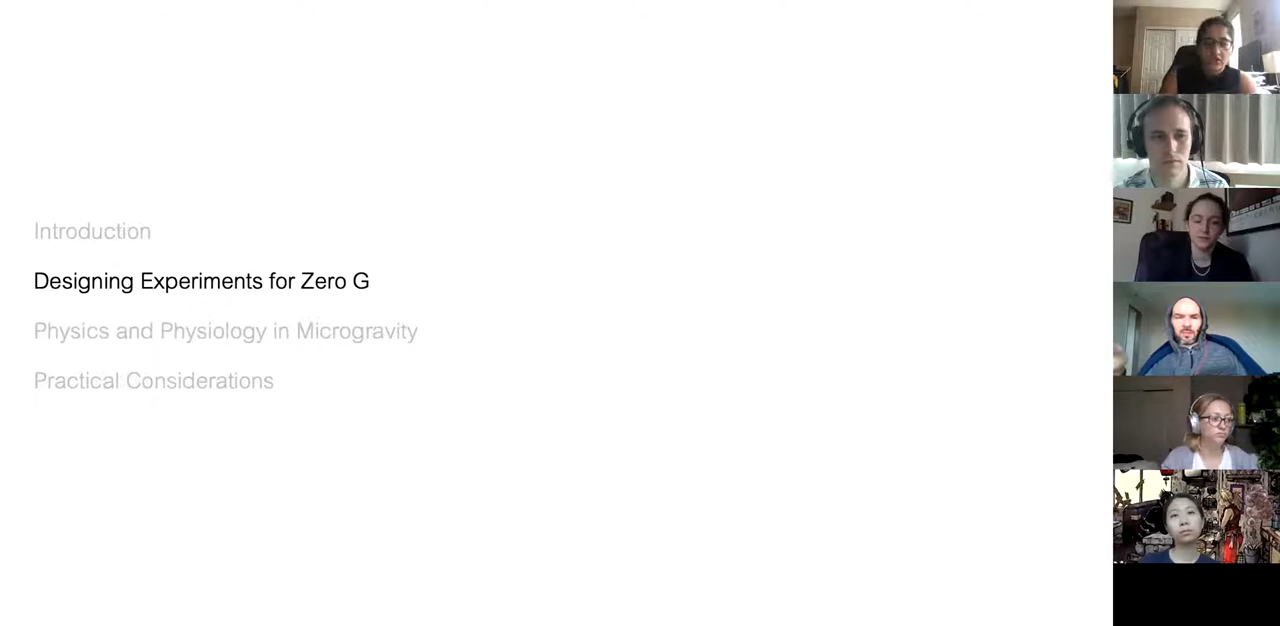 Introduction
Designing Experiments for Zero G
Physics and Physiology in Microgravity
Practical Considerations